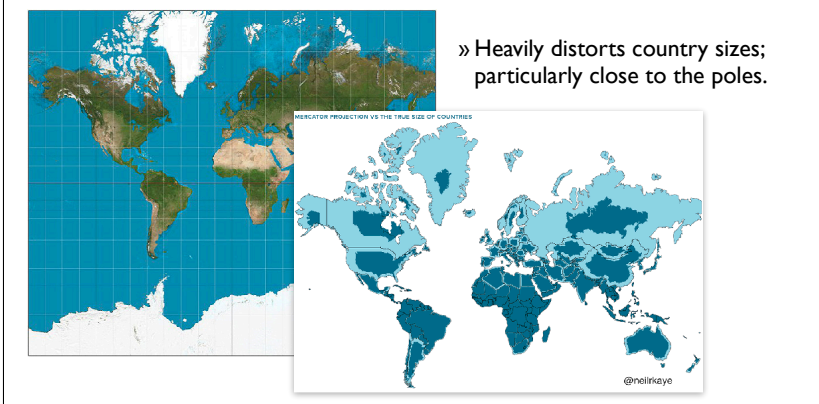 » Heavily distorts country sizes;
particularly close to the poles.
MERCATOR PROJECTION VS THE TRUE SIZE OF COUNTRIES
@neilrkaye